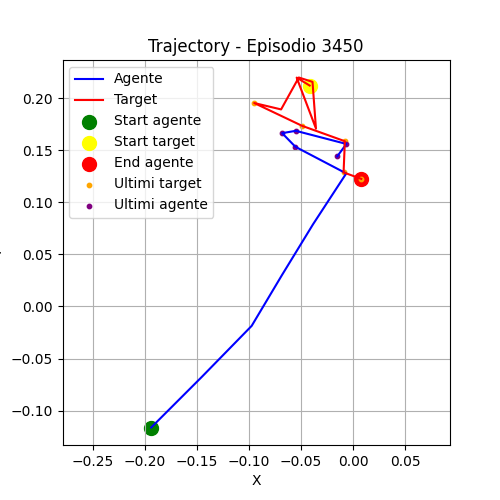 Trajectory - Episodio 3450
Agente
Target
Start agente
Start target
End agente
Ultimi target
Ultimi agente
0.20
0.15
0.10
0.05
0.00
−0.05
−0.10
−0.25
−0.20
−0.15
−0.10
−0.05
0.00
0.05
X